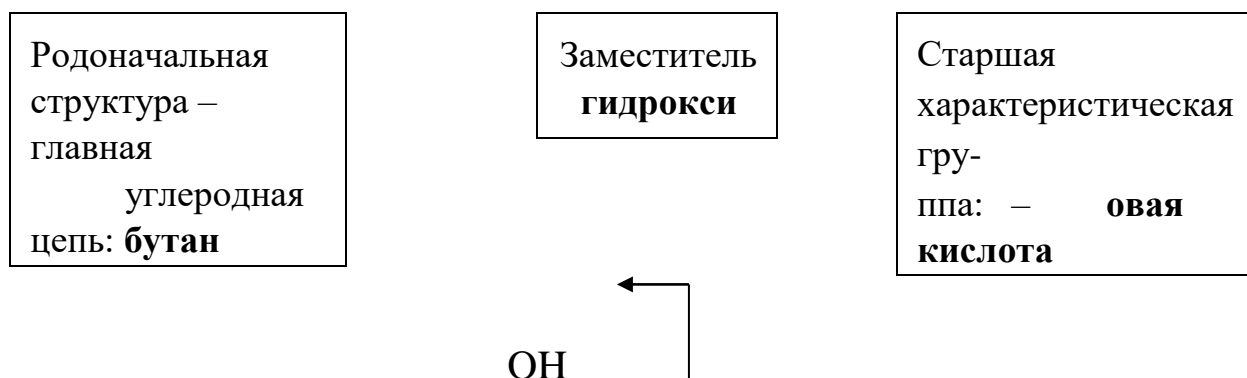 Родоначальная
структура –
главная
углеродная
цепь: бутан
Заместитель
гидрокси
Старшая
характеристическая
гру-
ппа: – овая
кислота
OH